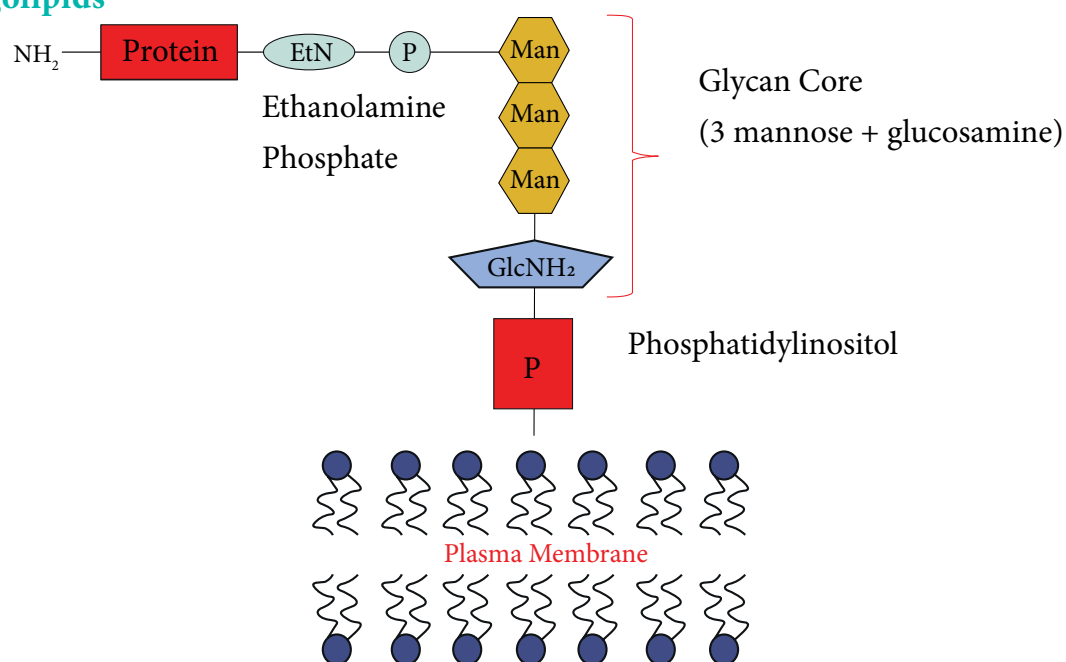 NH₂
Protein
EtN
P
Man
Ethanolamine
Phosphate
Man
Man
Glycan Core
(3 mannose + glucosamine)
GlcNH₂
P
Phosphatidylinositol
Plasma Membrane